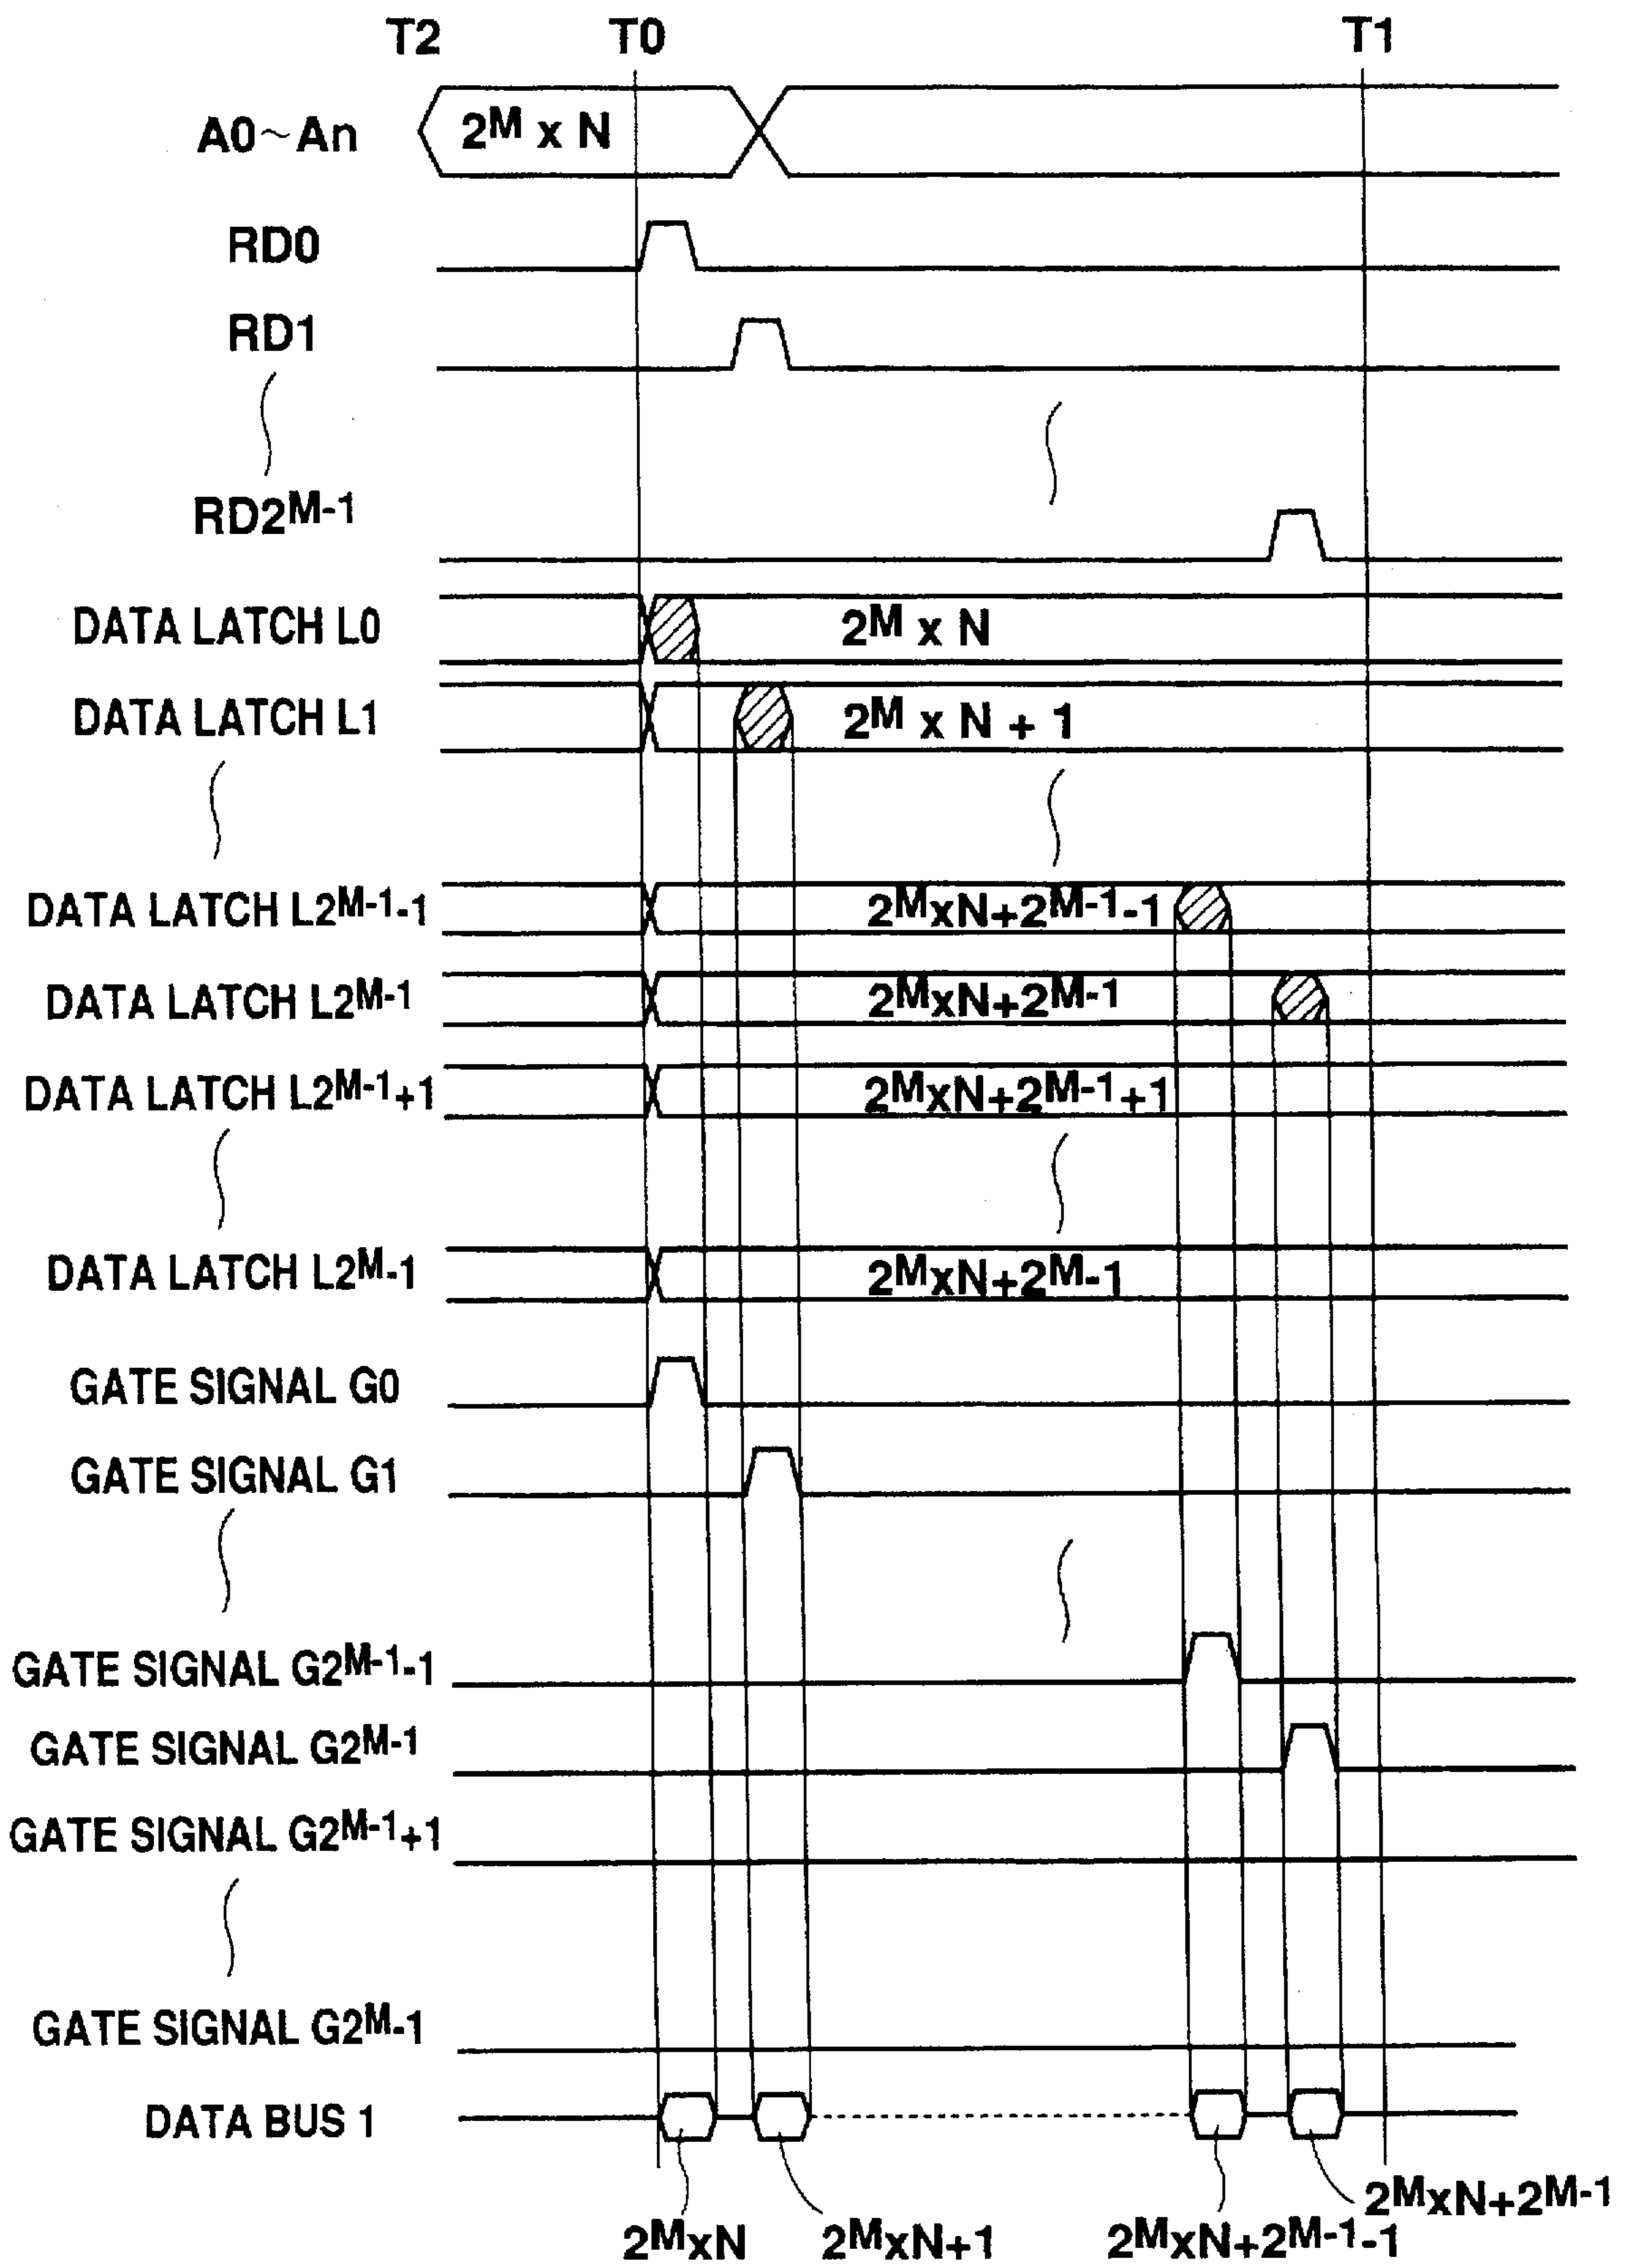 T2 T0 T1
A0~An 2ᴹ x N
RD0
RD1
RD2ᴹ⁻¹
DATA LATCH L0 2ᴹ x N
DATA LATCH L1 2ᴹ x N + 1
DATA LATCH L2ᴹ⁻¹-1 2ᴹxN+2ᴹ⁻¹-1
DATA LATCH L2ᴹ⁻¹ 2ᴹxN+2ᴹ⁻¹
DATA LATCH L2ᴹ⁻¹+1 2ᴹxN+2ᴹ⁻¹+1
DATA LATCH L2ᴹ-1 2ᴹxN+2ᴹ-1
GATE SIGNAL G0
GATE SIGNAL G1
GATE SIGNAL G2ᴹ⁻¹-1
GATE SIGNAL G2ᴹ⁻¹
GATE SIGNAL G2ᴹ⁻¹+1
GATE SIGNAL G2ᴹ-1
DATA BUS 1
2ᴹxN 2ᴹxN+1 2ᴹxN+2ᴹ⁻¹-1 2ᴹxN+2ᴹ⁻¹